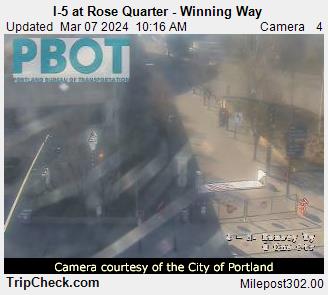 I-5 at Rose Quarter - Winning Way
Updated Mar 07 2024 10:16 AM Camera 4
PBOT
PORTLAND BUREAU OF TRANSPORTATION
Camera courtesy of the City of Portland
TripCheck.com Milepost302.00